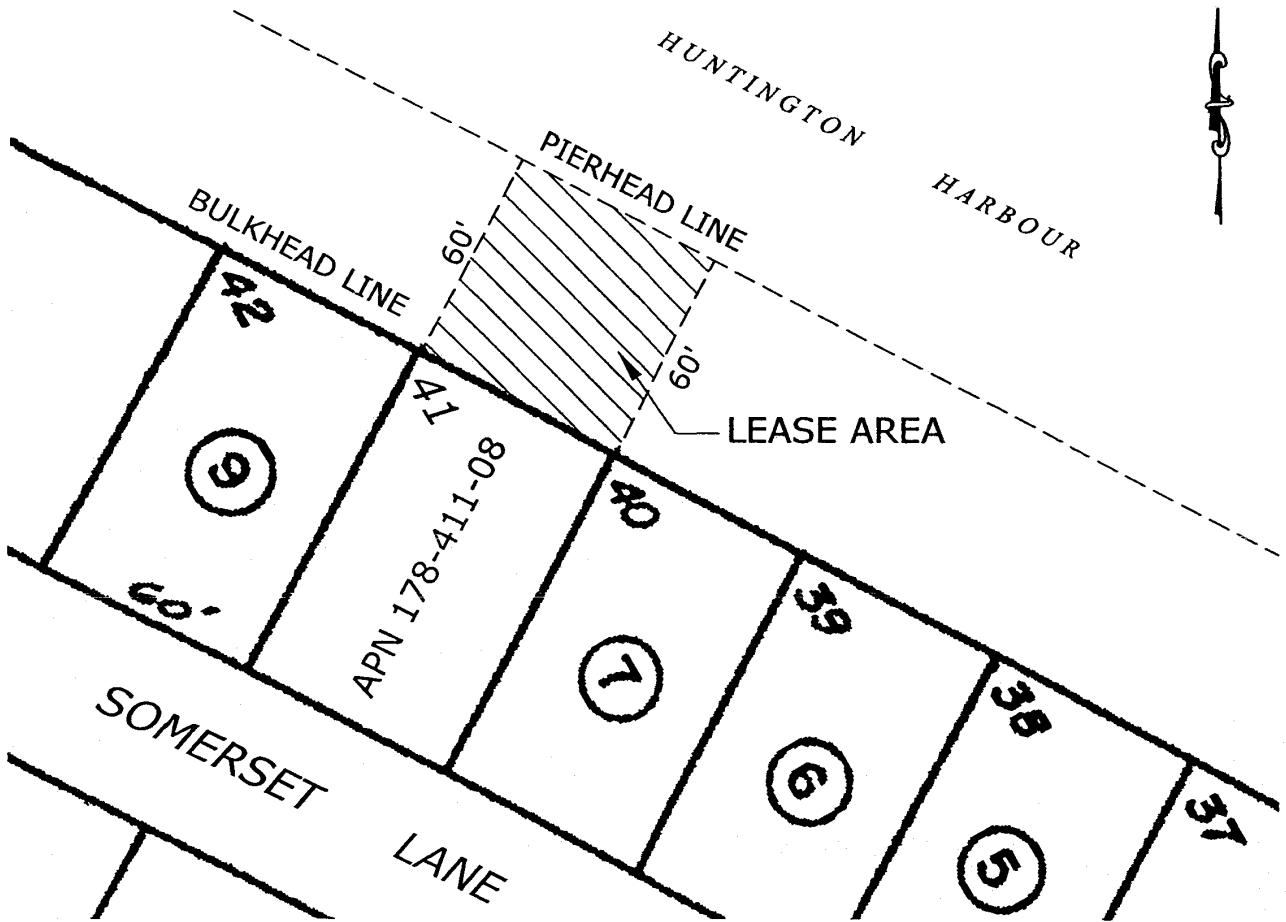 HUNTINGTON
HARBOUR
PIERHEAD LINE
BULKHEAD LINE
60'
60'
LEASE AREA
42
41
40
39
38
37
9
APN 178-411-08
7
6
5
60'
SOMERSET
LANE